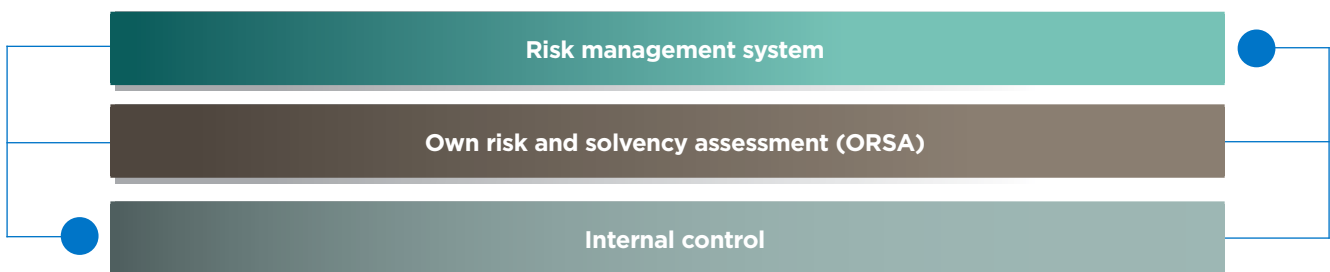 Risk management system
Own risk and solvency assessment (ORSA)
Internal control